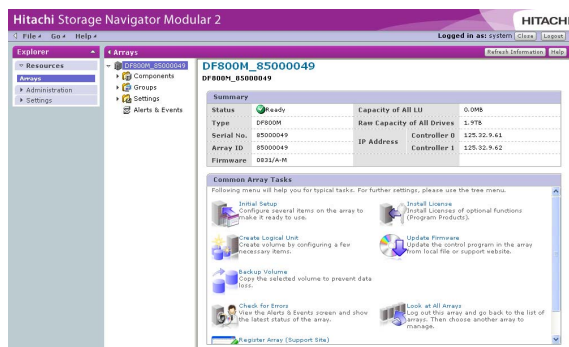 Hitachi Storage Navigator Modular 2
HITACHI
File Go Help
Logged in as: system Close Logout
Explorer
Arrays
Refresh Information Help
Resources
Arrays
Administration
Settings
DF800M_85000049
Components
Groups
Settings
Alerts & Events
DF800M_85000049
DF800M_85000049
Summary
Status Ready Capacity of All LU 0.0MB
Type DF800M Raw Capacity of All Drives 1.9TB
Serial No. 85000049 IP Address Controller 0 125.32.9.61
Array ID 85000049 Controller 1 125.32.9.62
Firmware 0831/A-M
Common Array Tasks
Following menu will help you for typical tasks. For further settings, please use the tree menu.
Initial Setup
Configure several items on the array to
make it ready to use.
Install License
Install Licenses of optional functions
(Program Products).
Create Logical Unit
Create volume by configuring a few
necessary items.
Update Firmware
Update the control program in the array
from local file or support website.
Backup Volume
Copy the selected volume to prevent data
loss.
Check for Errors
View the Alerts & Events screen and show
the latest status of the array.
Look at All Arrays
Log out this array and go back to the list of
arrays. Then choose another array to
manage.
Register Array (Support Site)